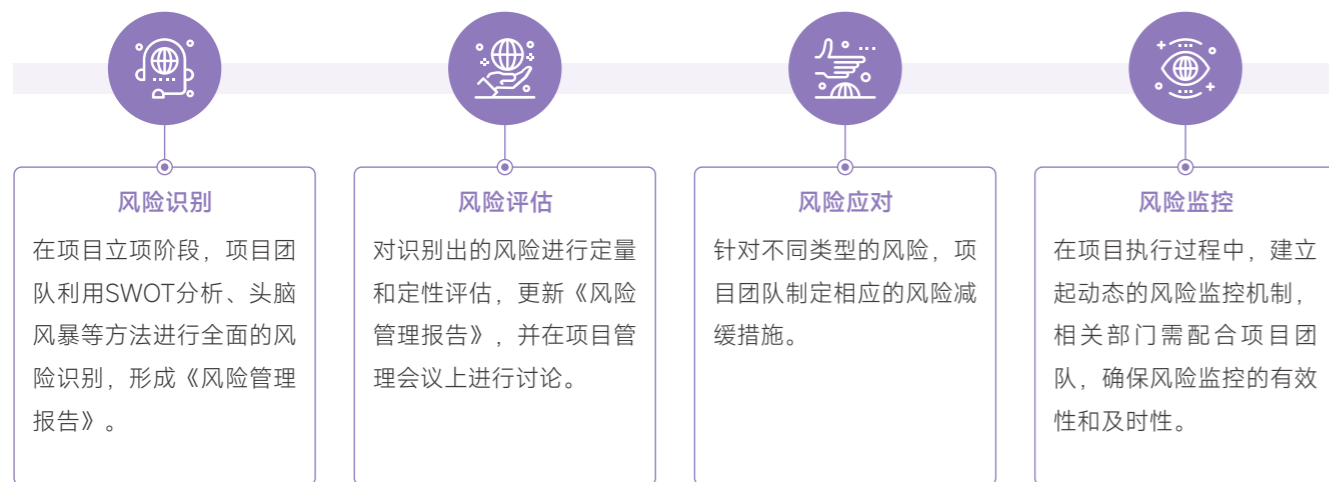 风险识别
在项目立项阶段，项目团
队利用SWOT分析、头脑
风暴等方法进行全面的风
险识别，形成《风险管理
报告》。
风险评估
对识别出的风险进行定量
和定性评估，更新《风险
管理报告》，并在项目管
理会议上进行讨论。
风险应对
针对不同类型的风险，项
目团队制定相应的风险减
缓措施。
风险监控
在项目执行过程中，建立
起动态的风险监控机制，
相关部门需配合项目团
队，确保风险监控的有效
性和及时性。